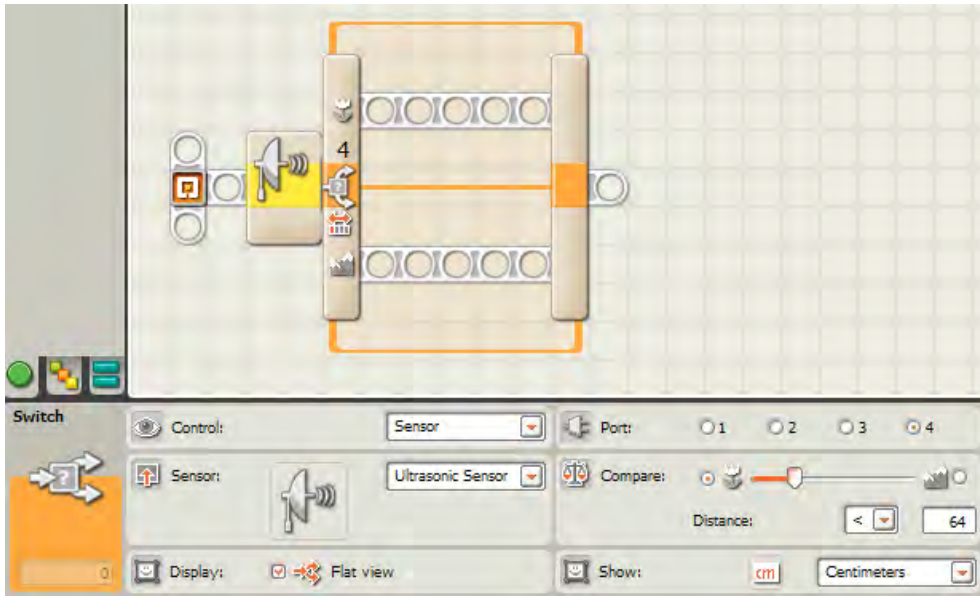 4
Switch
Control:
Sensor
Port:
1
2
3
4
Sensor:
Ultrasonic Sensor
Compare:
Distance:
<
64
0
Display:
Flat view
Show:
cm
Centimeters